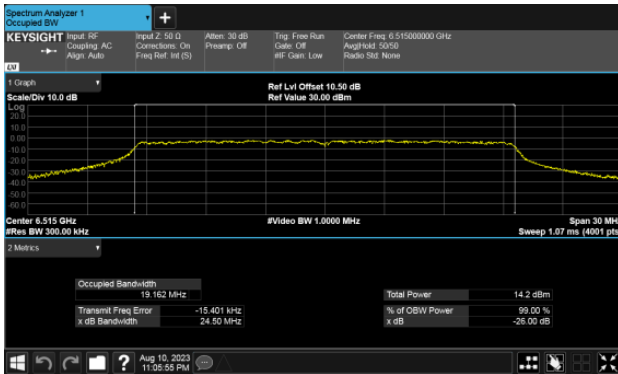 Spectrum Analyzer 1
Occupied BW
KEYSIGHT
Input: RF
Coupling: AC
Align: Auto
Input Z: 50 Ω
Corrections: On
Freq Ref: Int (S)
Atten: 30 dB
Preamp: Off
Trig: Free Run
Gate: Off
#IF Gain: Low
Center Freq: 6.515000000 GHz
Avg|Hold: 50/50
Radio Std: None
LXI
1 Graph
Scale/Div 10.0 dB
Ref Lvl Offset 10.50 dB
Ref Value 30.00 dBm
Log
20.0
10.0
0.00
-10.0
-20.0
-30.0
-40.0
-50.0
-60.0
Center 6.515 GHz
#Res BW 300.00 kHz
#Video BW 1.0000 MHz
Span 30 MH
Sweep 1.07 ms (4001 pts
2 Metrics
Occupied Bandwidth
19.162 MHz
Transmit Freq Error -15.401 kHz
x dB Bandwidth 24.50 MHz
Total Power 14.2 dBm
% of OBW Power 99.00 %
x dB -26.00 dB
?
Aug 10, 2023
11:05:55 PM